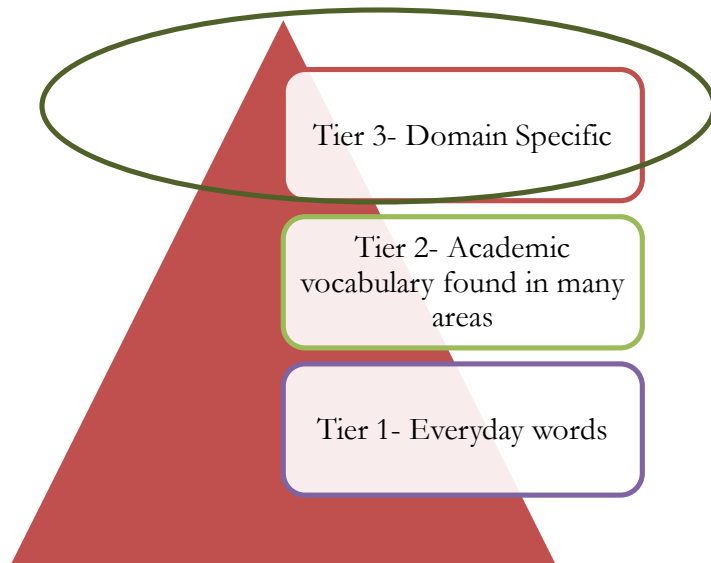 Tier 3- Domain Specific
Tier 2- Academic
vocabulary found in many
areas
Tier 1- Everyday words